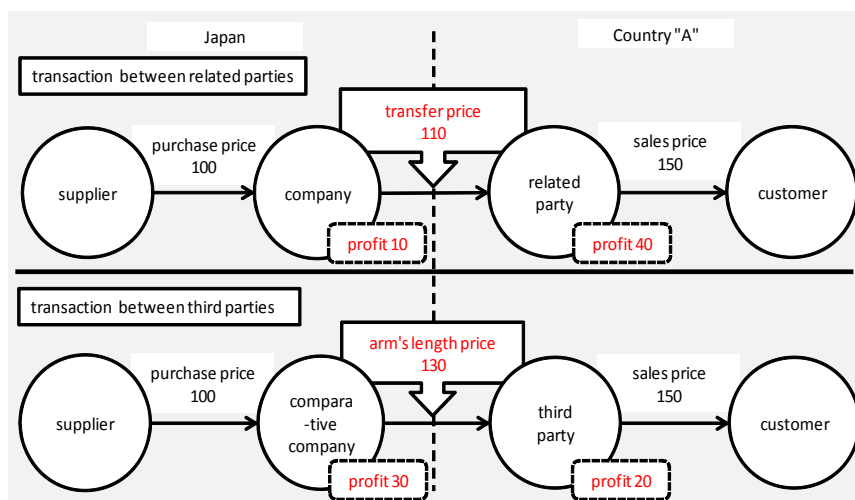 Japan
Country "A"
transaction between related parties
transfer price
110
purchase price
100
sales price
150
supplier
company
related
party
customer
profit 10
profit 40
transaction between third parties
arm's length price
130
purchase price
100
sales price
150
supplier
compara
-tive
company
third
party
customer
profit 30
profit 20